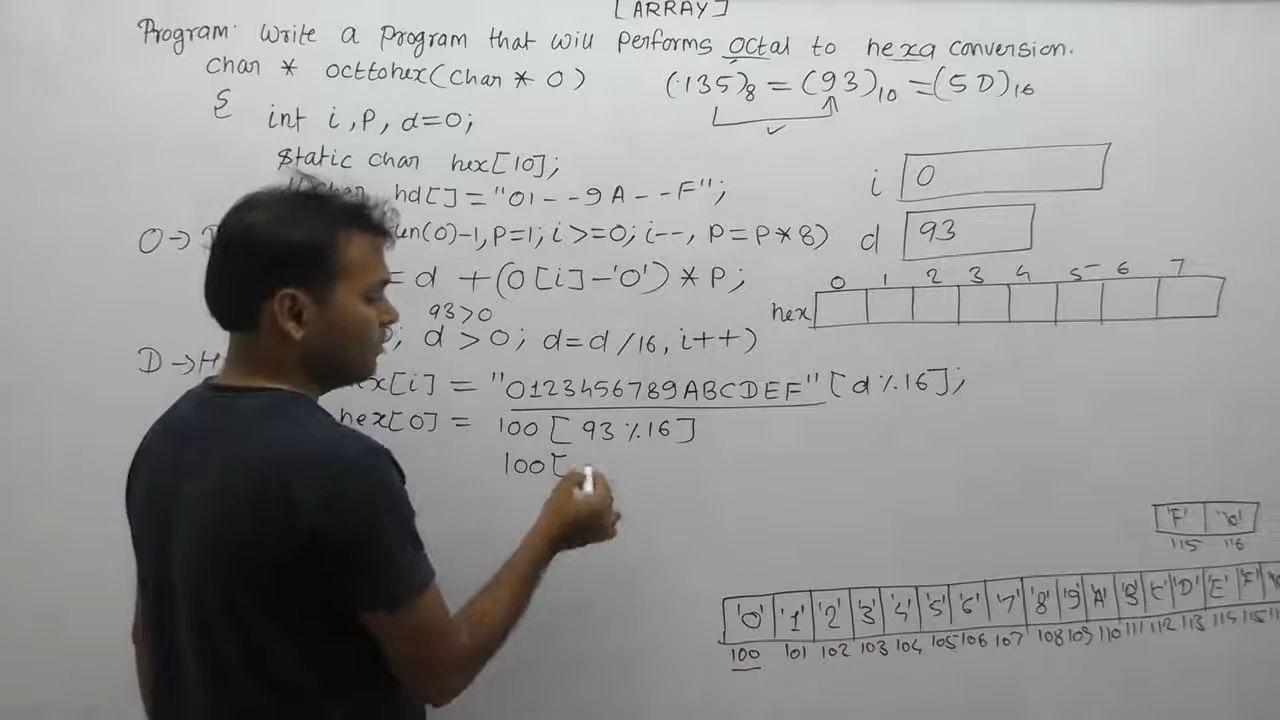 [ARRAY]
Program: Write a program that will performs octal to hexa conversion.
char * octtohex(char * O)
(135)8 = (93)10 = (5D)16
{
int i, p, d=0;
static char hex[10];
hd[]="01--9A--F";
len(O)-1, P=1; i>=0; i--, P=P*8)
= d + (O[i]-'0') * P;
93>0
d>0; d=d/16, i++)
D→H
hex[i] = "0123456789ABCDEF" [d%16];
hex[0] = 100 [93%16]
100[
i 0
d 93
0 1 2 3 4 5 6 7
hex
'F' '\0'
115 116
'0' '1' '2' '3' '4' '5' '6' '7' '8' '9' 'A' 'B' 'C' 'D' 'E' 'F'
100 101 102 103 104 105 106 107 108 109 110 111 112 113 114 115